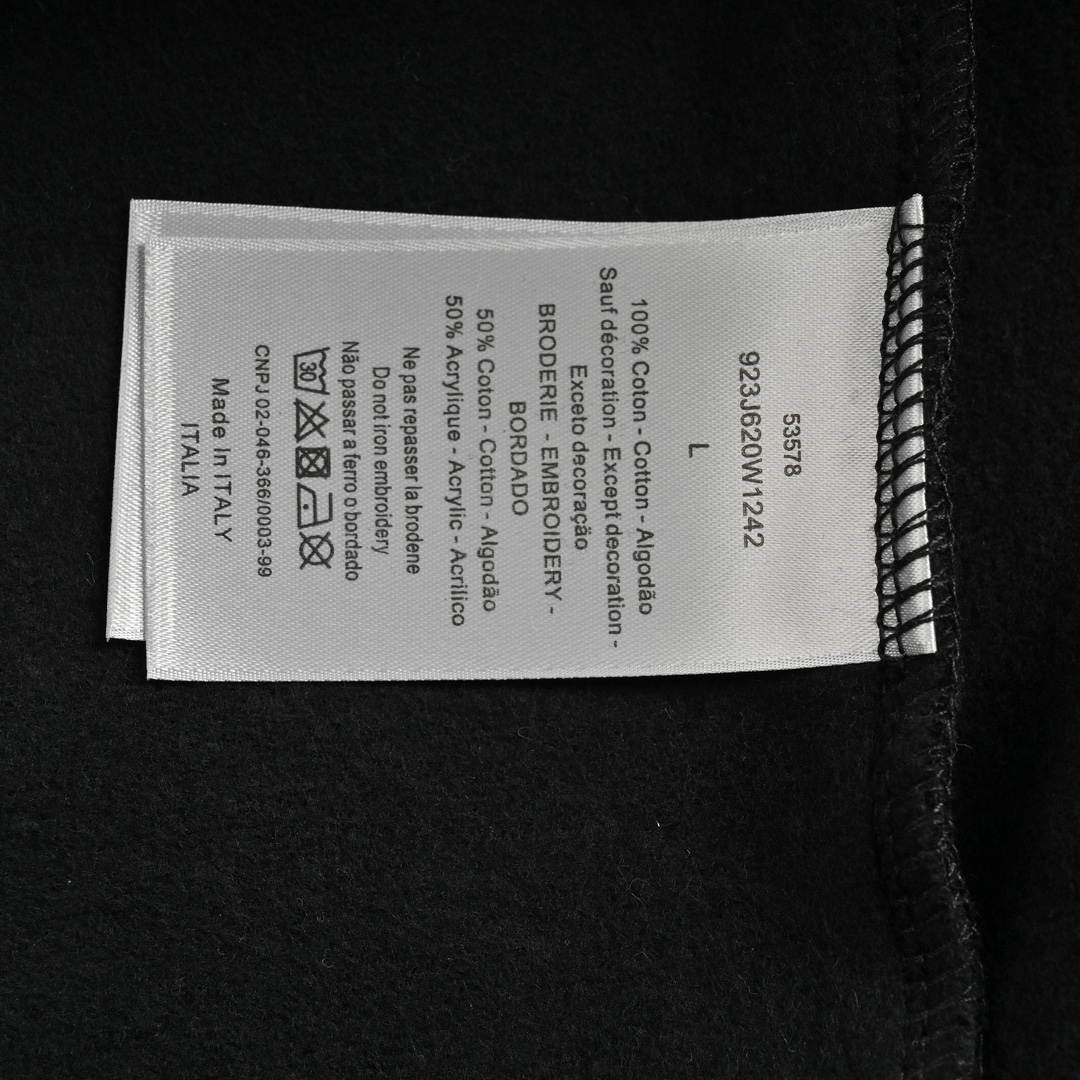 53578
923J620W1242
L
100% Coton - Cotton - Algodão
Sauf décoration - Except decoration -
Exceto decoração
BRODERIE - EMBROIDERY -
BORDADO
50% Coton - Cotton - Algodão
50% Acrylique - Acrylic - Acrilico
Ne pas repasser la brodene
Do not iron embroidery
Não passar a ferro o bordado
30
CNPJ 02-046-366/0003-99
Made in ITALY
ITALIA